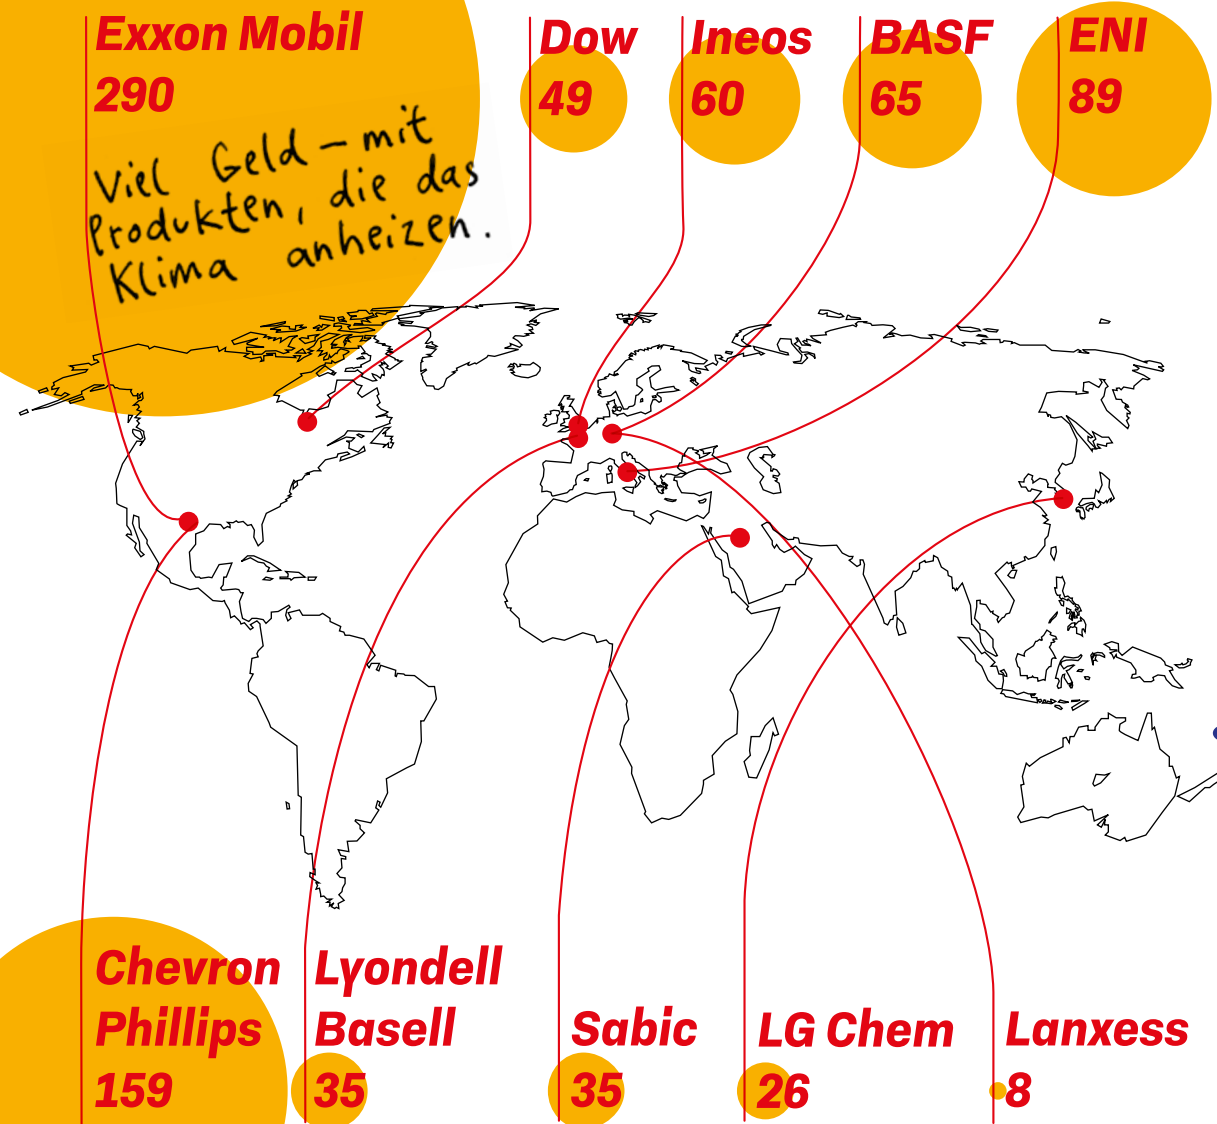 Exxon Mobil
290
Viel Geld – mit
Produkten, die das
Klima anheizen.
Dow
49
Ineos
60
BASF
65
ENI
89
Chevron
Phillips
159
Lyondell
Basell
35
Sabic
35
LG Chem
26
Lanxess
8